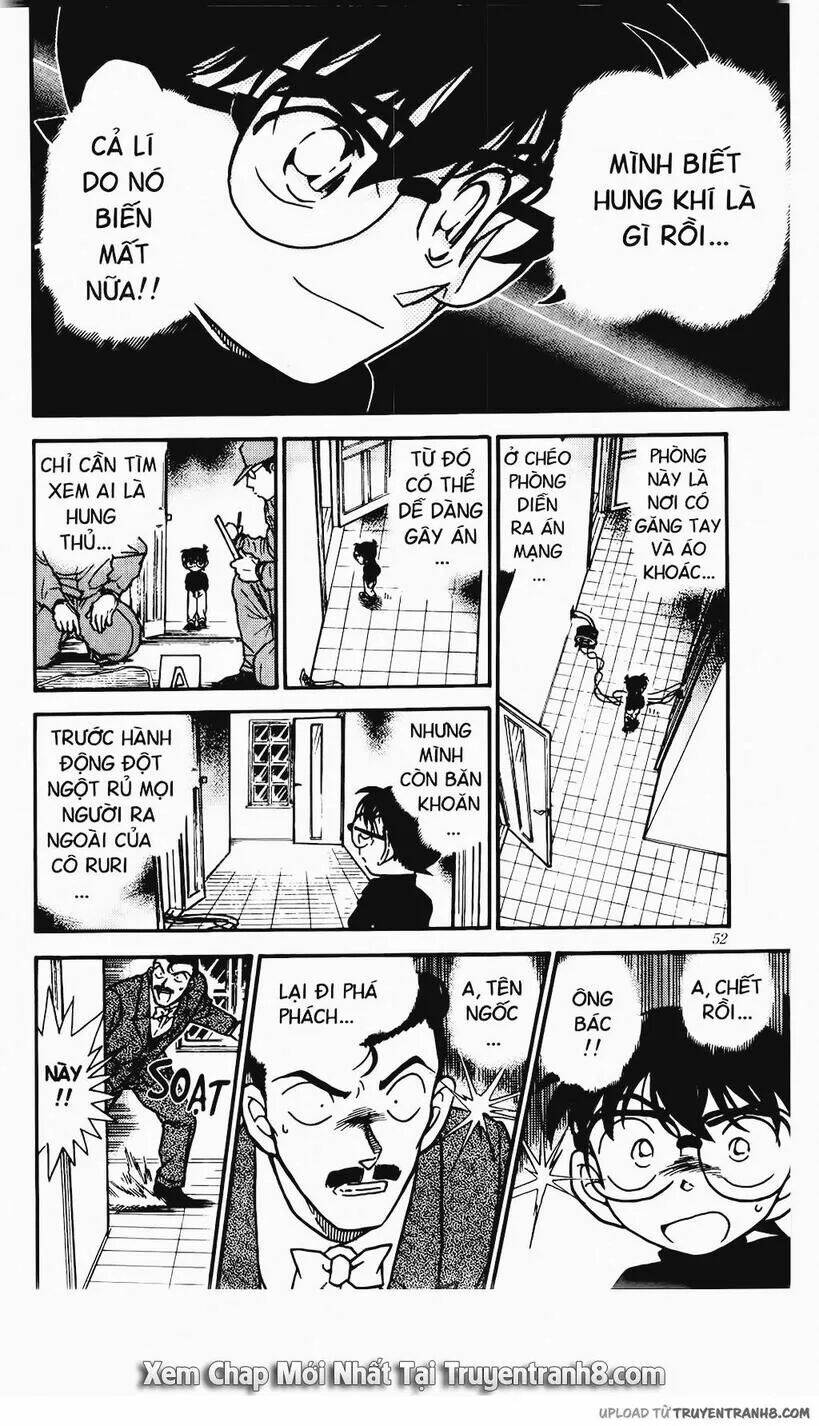 MÌNH BIẾT
HUNG KHÍ LÀ
GÌ RỒI...
CẢ LÍ
DO NÓ
BIẾN
MẤT
NỮA!!
PHÒNG
NÀY LÀ
NƠI CÓ
GĂNG TAY
VÀ ÁO
KHOÁC...
Ở CHÉO
PHÒNG
DIỄN
RA ÁN
MẠNG
...
TỪ ĐÓ
CÓ THỂ
DỄ DÀNG
GÂY ÁN
...
CHỈ CẦN TÌM
XEM AI LÀ
HUNG
THỦ...
A
NHƯNG
MÌNH
CÒN BĂN
KHOĂN
...
TRƯỚC HÀNH
ĐỘNG ĐỘT
NGỘT RỦ MỌI
NGƯỜI RA
NGOÀI CỦA
CÔ RURI
...
52
A, CHẾT
RỒI...
ÔNG
BÁC
!!
A, TÊN
NGỐC
...
LẠI ĐI PHÁ
PHÁCH...
NÀY
!!
SOẠT
Xem Chap Mới Nhất Tại Truyentranh8.com
UPLOAD TỪ TRUYENTRANH8.COM